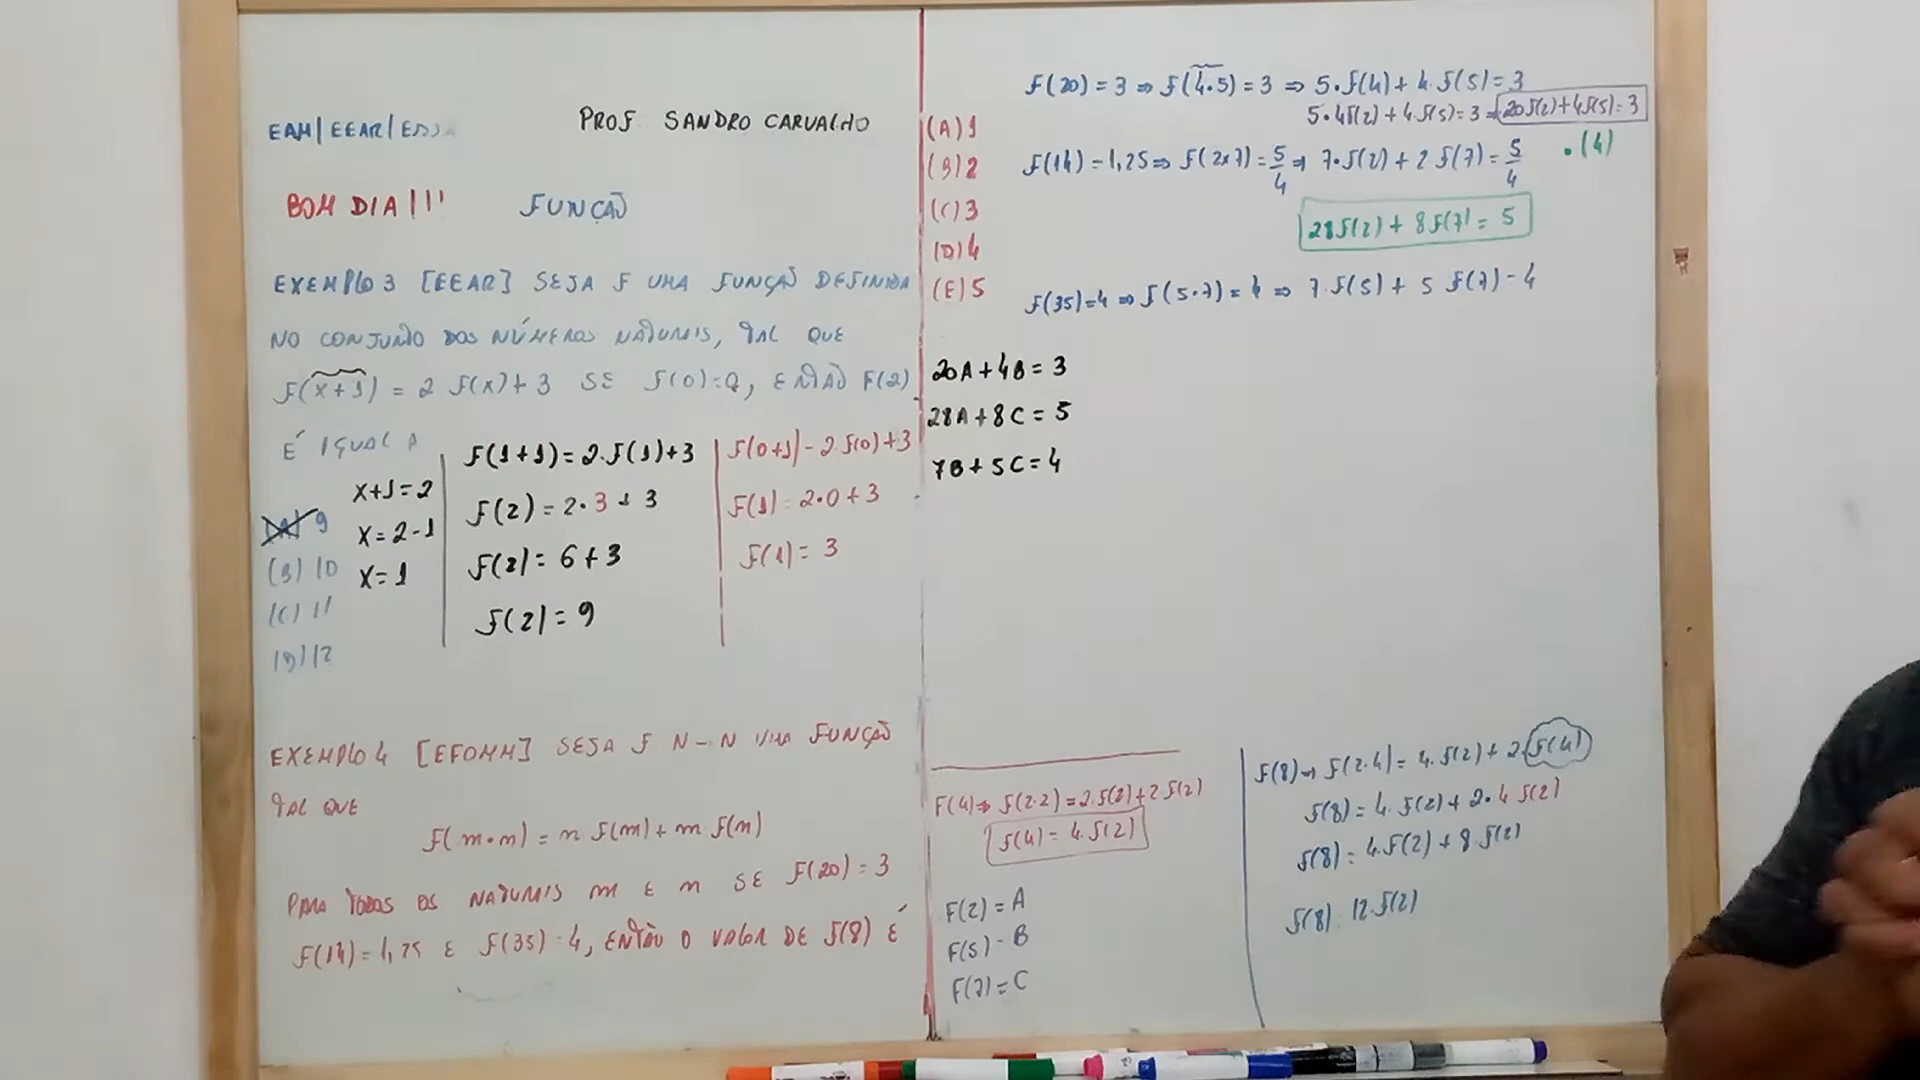 EAM/EEAR/ESSA
PROF SANDRO CARVALHO
BOM DIA!!!
FUNÇÃO
EXEMPLO 3 [EEAR] SEJA F UMA FUNÇÃO DEFINIDA
NO CONJUNTO DOS NÚMEROS NATURAIS, TAL QUE
F(x+1) = 2 F(x)+3 SE F(0)=0, ENTÃO F(2)
É IGUAL A
(A) 9
(B) 10
(C) 11
(D) 12
X+1=2
X=2-1
X=1
F(1+1)=2.F(1)+3
F(2)=2.3+3
F(2)=6+3
F(2)=9
F(0+1)=2.F(0)+3
F(1)=2.0+3
F(1)=3
EXEMPLO 4 [EFOMM] SEJA F N→N UMA FUNÇÃO
TAL QUE
F(m.n)=n F(m)+m.F(n)
PARA TODOS OS NATURAIS m E n SE F(20)=3
F(14)=1,25 E F(35)=4, ENTÃO O VALOR DE F(8) É
(A) 1
(B) 2
(C) 3
(D) 4
(E) 5
F(20)=3 ⇒ F(4.5)=3 ⇒ 5.F(4)+4.F(5)=3
5.4F(2)+4.F(5)=3 ⇒ 20F(2)+4F(5)=3
F(14)=1,25 ⇒ F(2x7)=5/4 ⇒ 7.F(2)+2F(7)=5/4 .(4)
28F(2)+8F(7)=5
F(35)=4 ⇒ F(5.7)=4 ⇒ 7.F(5)+5 F(7)=4
20A+4B=3
28A+8C=5
7B+5C=4
F(4) ⇒ F(2.2)=2.F(2)+2F(2)
F(4)=4.F(2)
F(2)=A
F(5)=B
F(7)=C
F(8) ⇒ F(2.4)=4.F(2)+2.F(4)
F(8)=4.F(2)+2.4F(2)
F(8)=4.F(2)+8F(2)
F(8)=12.F(2)